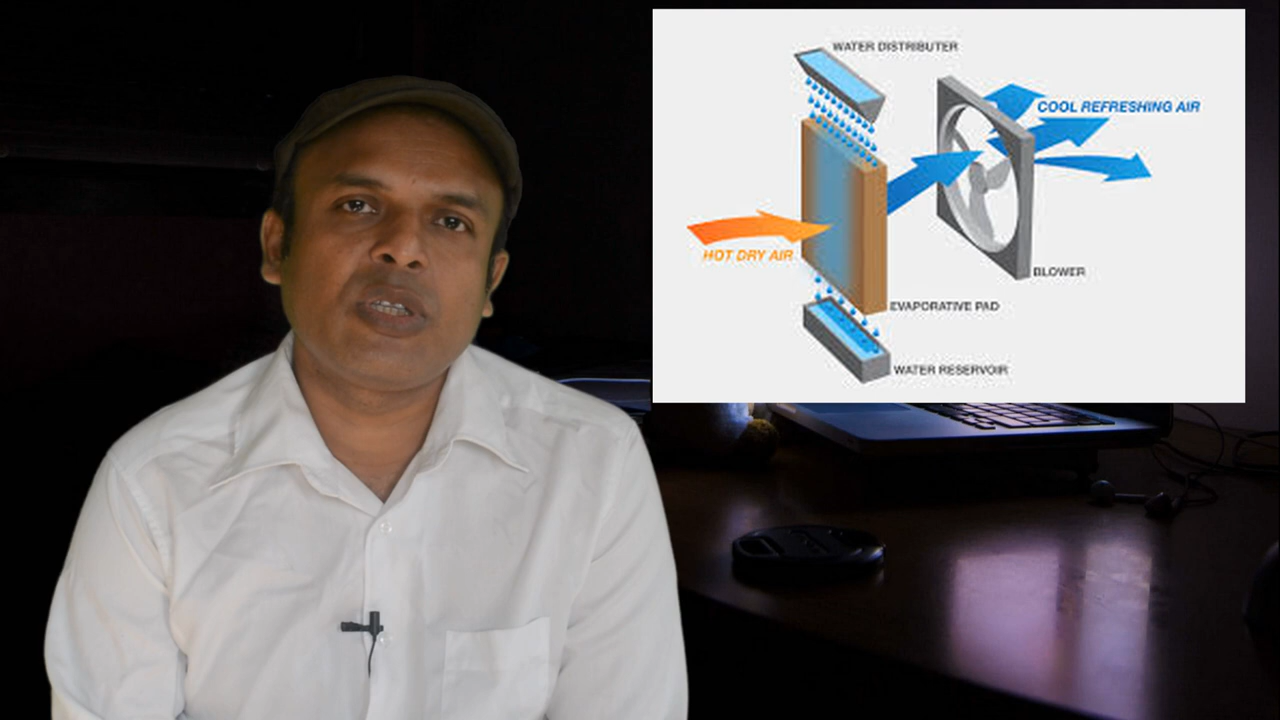 WATER DISTRIBUTER
COOL REFRESHING AIR
HOT DRY AIR
BLOWER
EVAPORATIVE PAD
WATER RESERVOIR